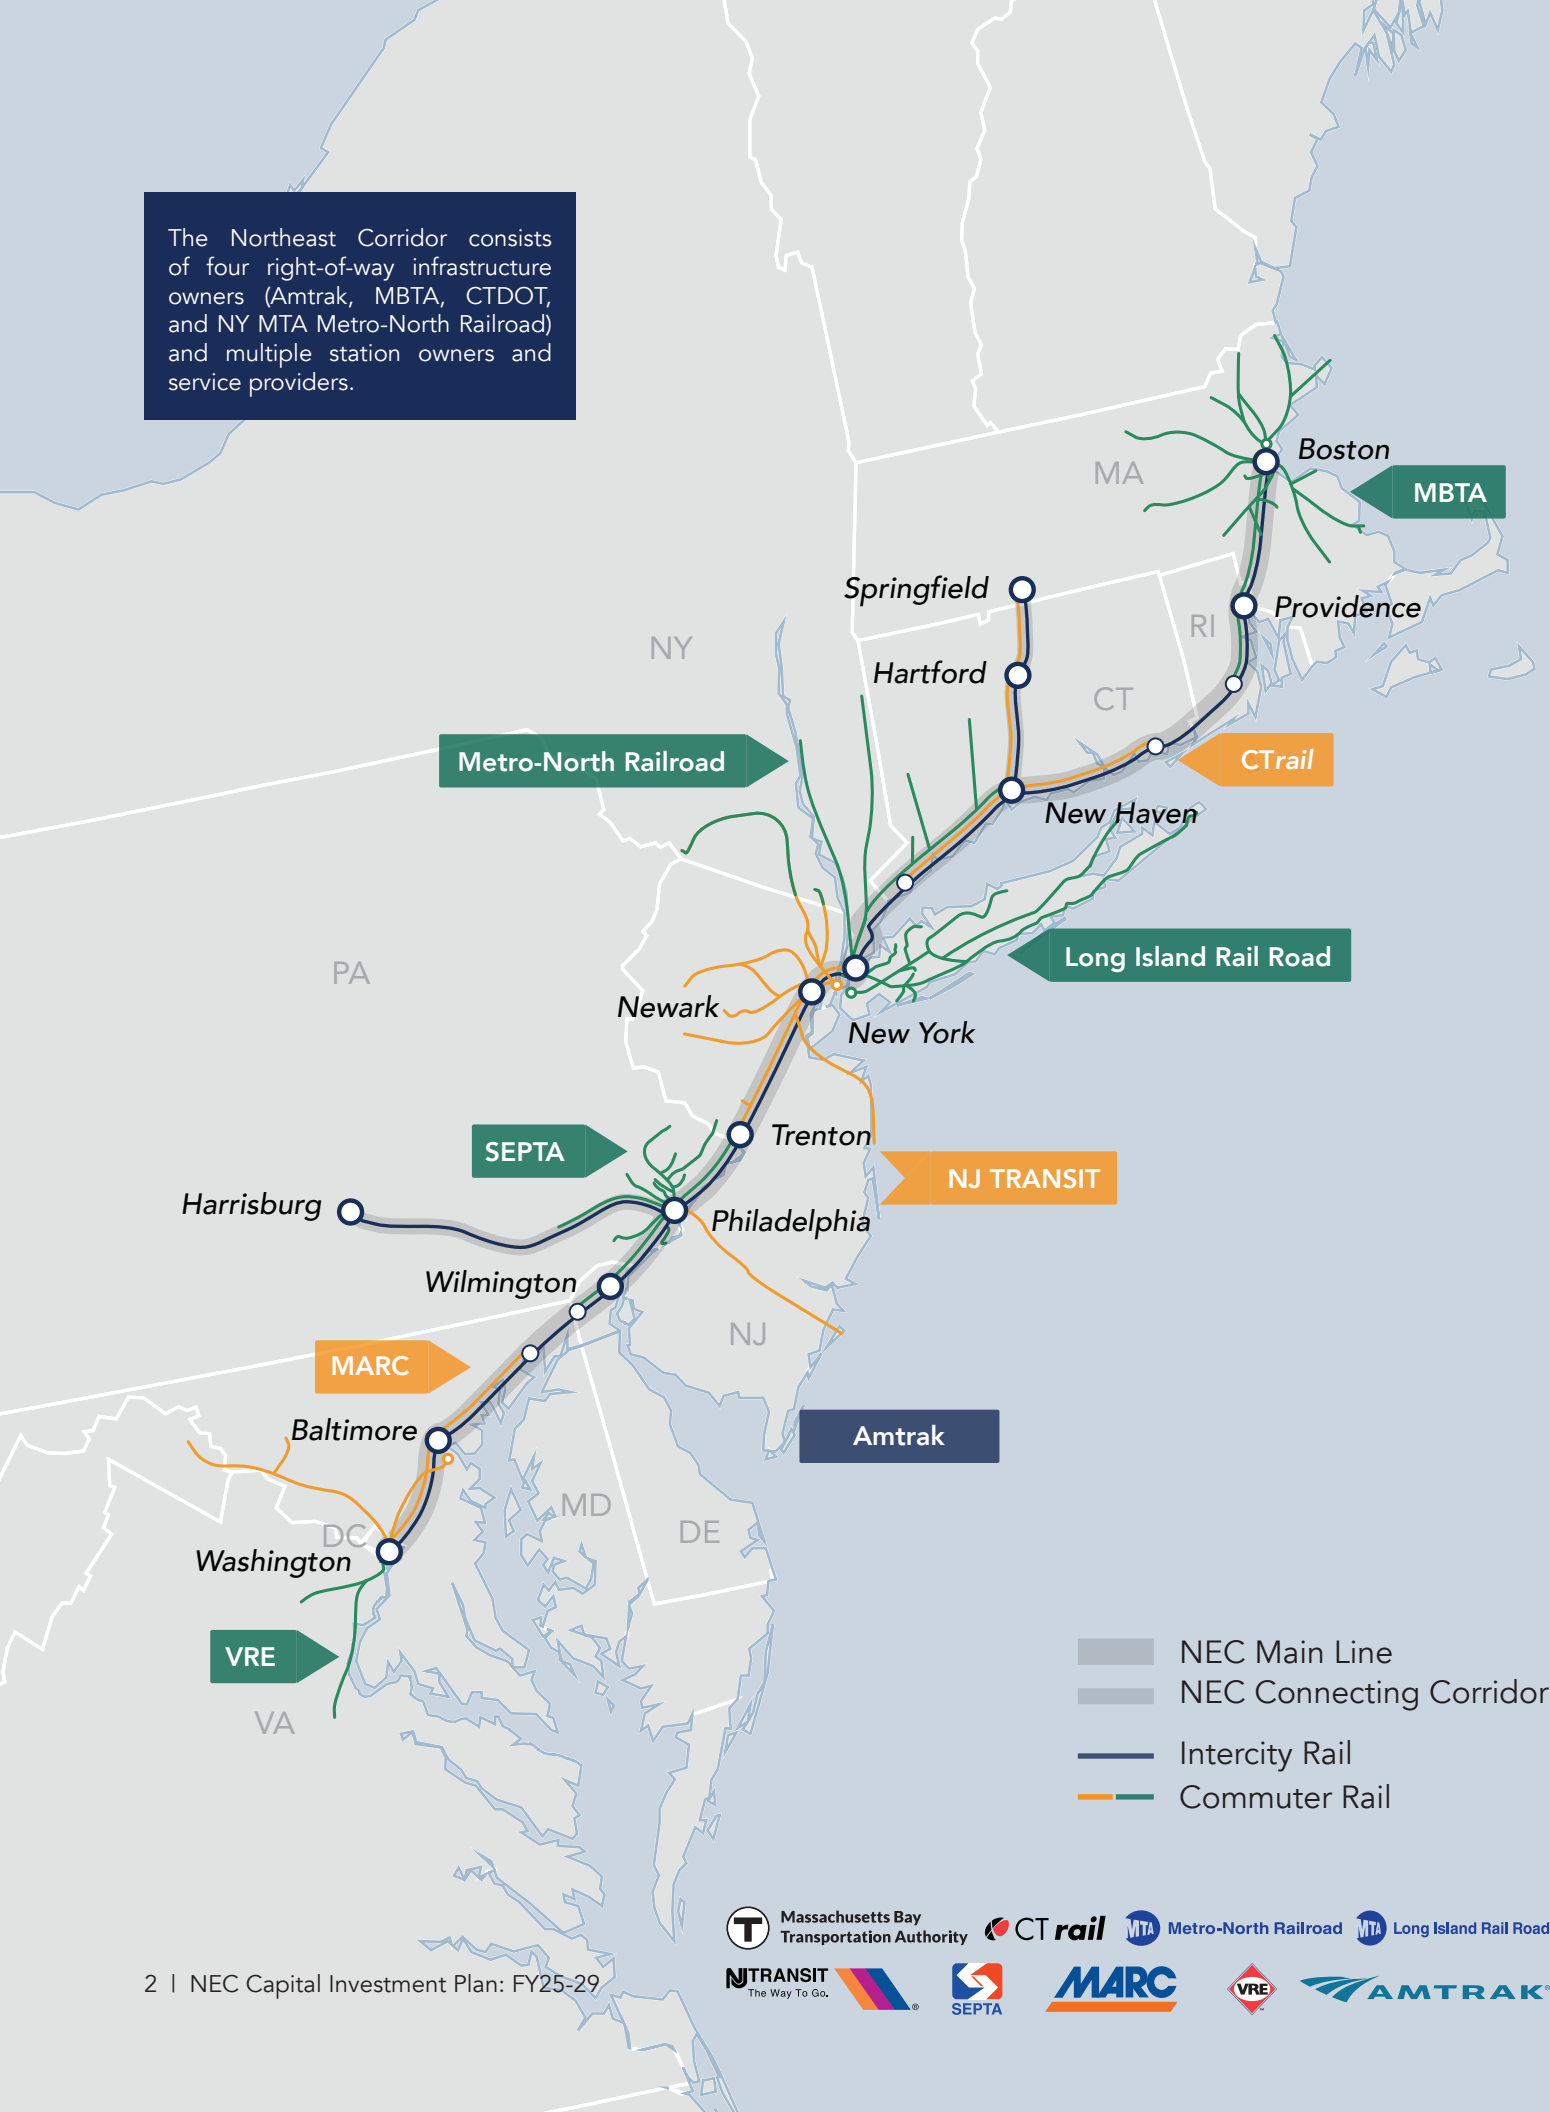 The Northeast Corridor consists
of four right-of-way infrastructure
owners (Amtrak, MBTA, CTDOT,
and NY MTA Metro-North Railroad)
and multiple station owners and
service providers.
Boston
MA
MBTA
Springfield
Providence
RI
NY
Hartford
CT
Metro-North Railroad
CTrail
New Haven
Long Island Rail Road
PA
Newark
New York
Trenton
SEPTA
NJ TRANSIT
Harrisburg
Philadelphia
Wilmington
NJ
MARC
Baltimore
Amtrak
MD
DC
DE
Washington
VRE
VA
NEC Main Line
NEC Connecting Corridor
Intercity Rail
Commuter Rail
T
Massachusetts Bay
Transportation Authority
CTrail
MTA Metro-North Railroad
MTA Long Island Rail Road
NJ TRANSIT
The Way To Go.
®
SEPTA
MARC
VRE
AMTRAK®
2 | NEC Capital Investment Plan: FY25-29